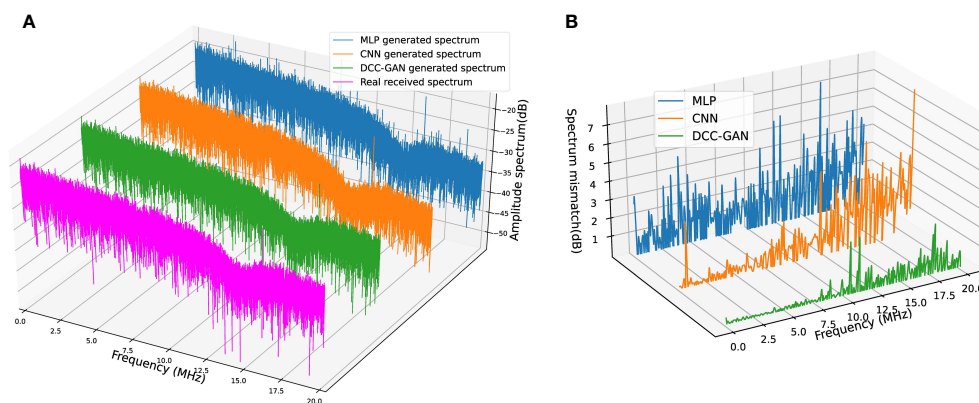 A
MLP generated spectrum
CNN generated spectrum
DCC-GAN generated spectrum
Real received spectrum
-20
-25
-30
-35
-40
-45
-50
Amplitude spectrum(dB)
0.0
2.5
5.0
7.5
10.0
12.5
15.0
17.5
20.0
Frequency (MHz)
B
MLP
CNN
DCC-GAN
7
6
5
4
3
2
1
Spectrum mismatch(dB)
0.0
2.5
5.0
7.5
10.0
12.5
15.0
17.5
20.0
Frequency (MHz)